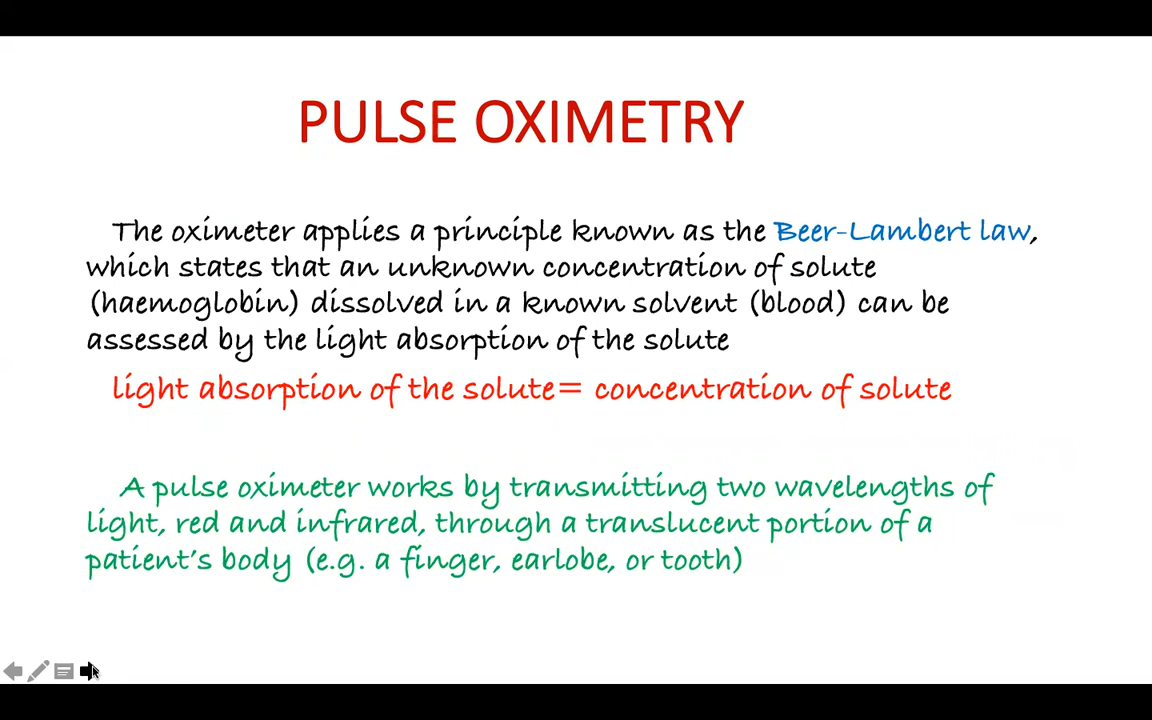 PULSE OXIMETRY
The oximeter applies a principle known as the Beer-Lambert law,
which states that an unknown concentration of solute
(haemoglobin) dissolved in a known solvent (blood) can be
assessed by the light absorption of the solute
light absorption of the solute= concentration of solute
A pulse oximeter works by transmitting two wavelengths of
light, red and infrared, through a translucent portion of a
patient's body (e.g. a finger, earlobe, or tooth)